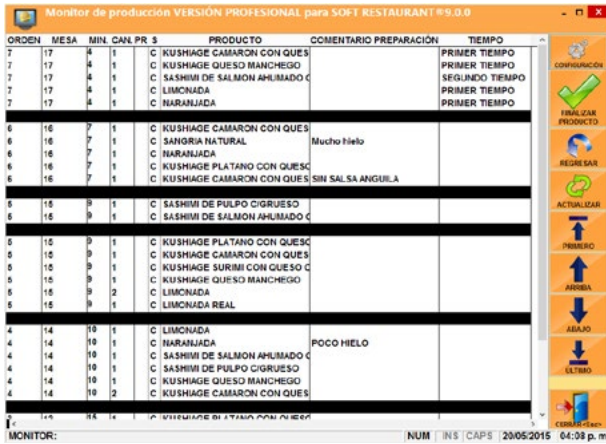 Monitor de producción VERSIÓN PROFESIONAL para SOFT RESTAURANT®9.0.0
ORDEN MESA MIN. CAN. PR S PRODUCTO COMENTARIO PREPARACIÓN TIEMPO
7 17 4 1 C KUSHIAGE CAMARON CON QUES PRIMER TIEMPO
7 17 4 1 C KUSHIAGE QUESO MANCHEGO PRIMER TIEMPO
7 17 4 1 C SASHIMI DE SALMON AHUMADO C SEGUNDO TIEMPO
7 17 4 1 C LIMONADA PRIMER TIEMPO
7 17 4 1 C NARANJADA PRIMER TIEMPO
6 16 7 1 C KUSHIAGE CAMARON CON QUES
6 16 7 1 C SANGRIA NATURAL Mucho hielo
6 16 7 1 C NARANJADA
6 16 7 1 C KUSHIAGE PLATANO CON QUESO
6 16 7 1 C KUSHIAGE CAMARON CON QUES SIN SALSA ANGUILA
5 15 9 1 C SASHIMI DE PULPO C/GRUESO
5 15 9 1 C SASHIMI DE SALMON AHUMADO C
5 15 9 1 C KUSHIAGE PLATANO CON QUESO
5 15 9 1 C KUSHIAGE CAMARON CON QUES
5 15 9 1 C KUSHIAGE SURIMI CON QUESO C
5 15 9 1 C KUSHIAGE QUESO MANCHEGO
5 15 9 2 C LIMONADA
5 15 9 1 C LIMONADA REAL
4 14 10 1 C LIMONADA
4 14 10 1 C NARANJADA POCO HIELO
4 14 10 1 C SASHIMI DE SALMON AHUMADO C
4 14 10 1 C SASHIMI DE PULPO C/GRUESO
4 14 10 1 C KUSHIAGE QUESO MANCHEGO
4 14 10 2 C KUSHIAGE CAMARON CON QUES
15 1 C KUSHIAGE PLATANO CON QUESO
CONFIGURACIÓN
FINALIZAR
PRODUCTO
REGRESAR
ACTUALIZAR
PRIMERO
ARRIBA
ABAJO
ULTIMO
CERRAR<Esc>
MONITOR: NUM INS CAPS 20/05/2015 04:08 p. m